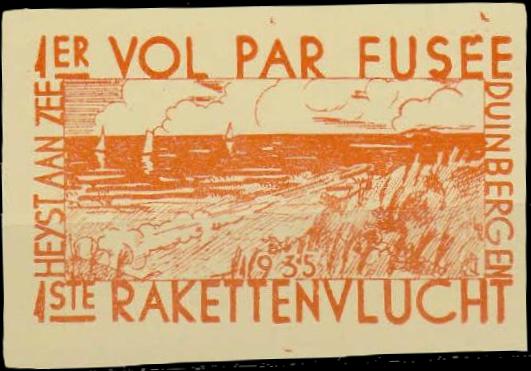 1ER VOL PAR FUSÉE
HEYST AAN ZEE
DUINBERGEN
1935
1STE RAKETTENVLUCHT